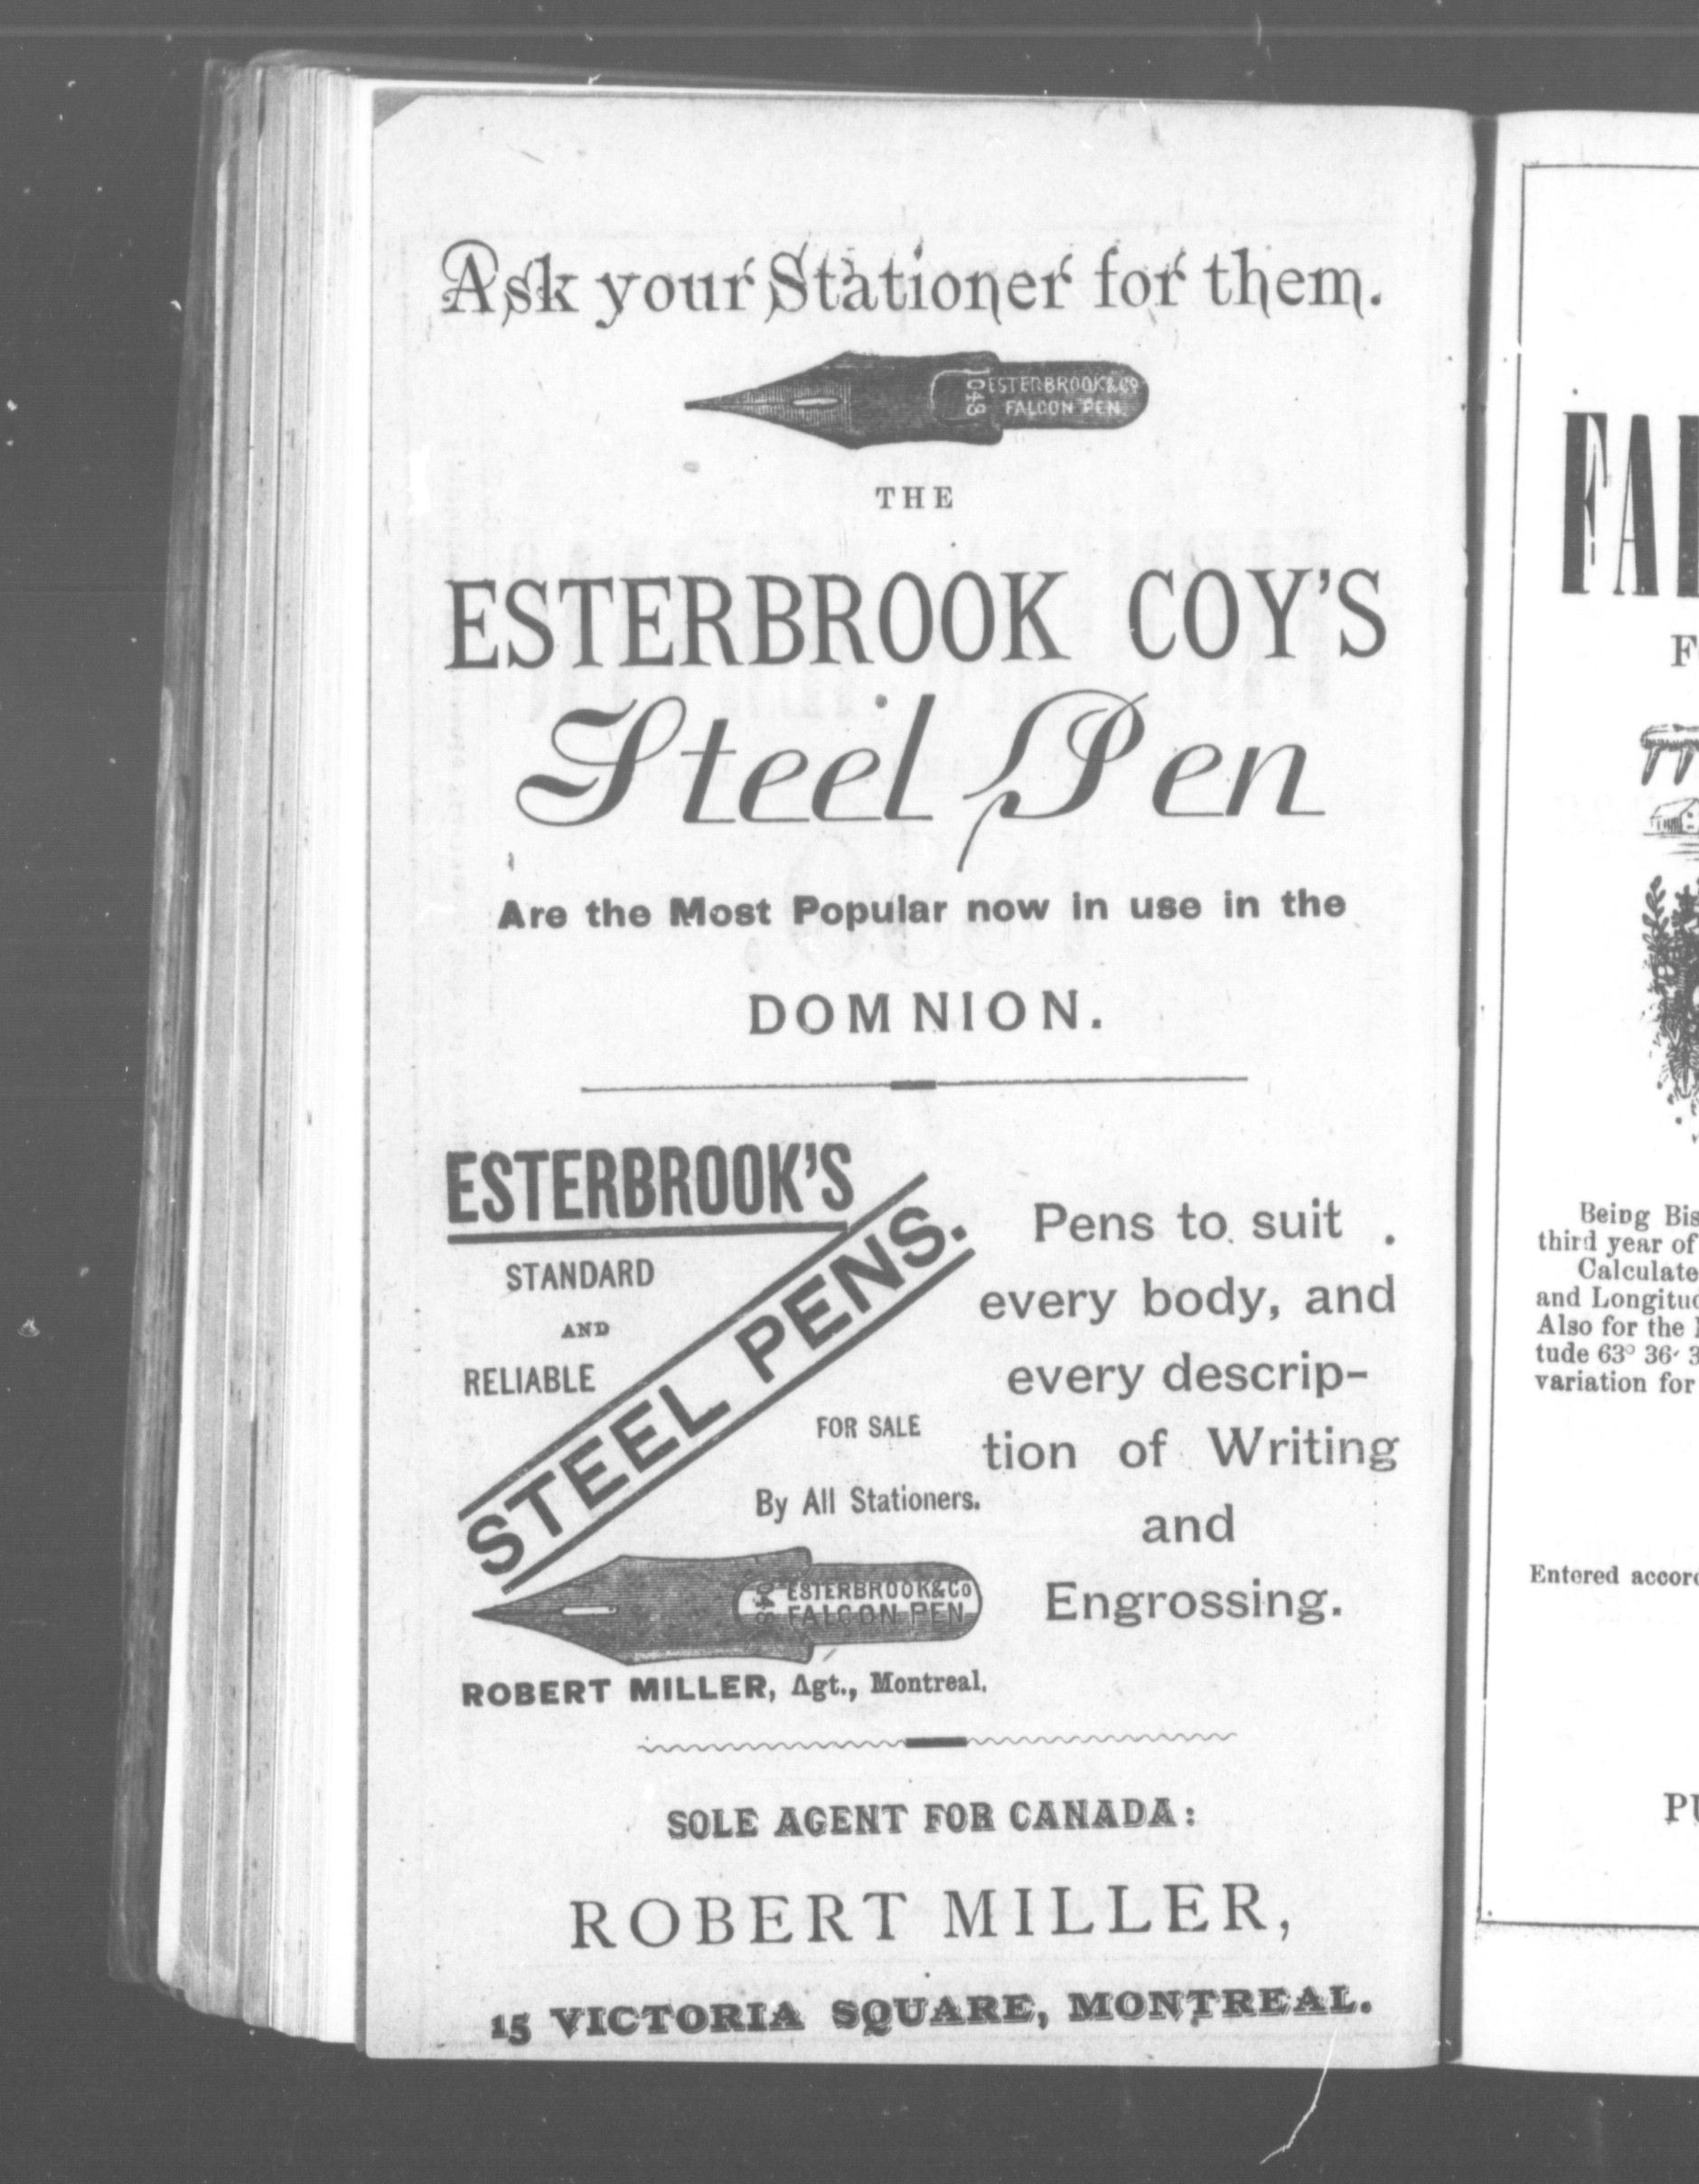 Ask your Stationer for them.
1048 ESTERBROOK & CO
FALCON PEN
THE
ESTERBROOK COY'S
Steel Pen
Are the Most Popular now in use in the
DOM NION.
ESTERBROOK'S
STANDARD
AND
RELIABLE
STEEL PENS.
FOR SALE
By All Stationers.
048 ESTERBROOK & Co
FALCON PEN
ROBERT MILLER, Agt., Montreal.
Pens to suit
every body, and
every descrip-
tion of Writing
and
Engrossing.
SOLE AGENT FOR CANADA:
ROBERT MILLER,
15 VICTORIA SQUARE, MONTREAL.
Being Bis
third year of
Calculate
and Longitud
Also for the
tude 63° 36' 3
variation for
Entered accord
PU